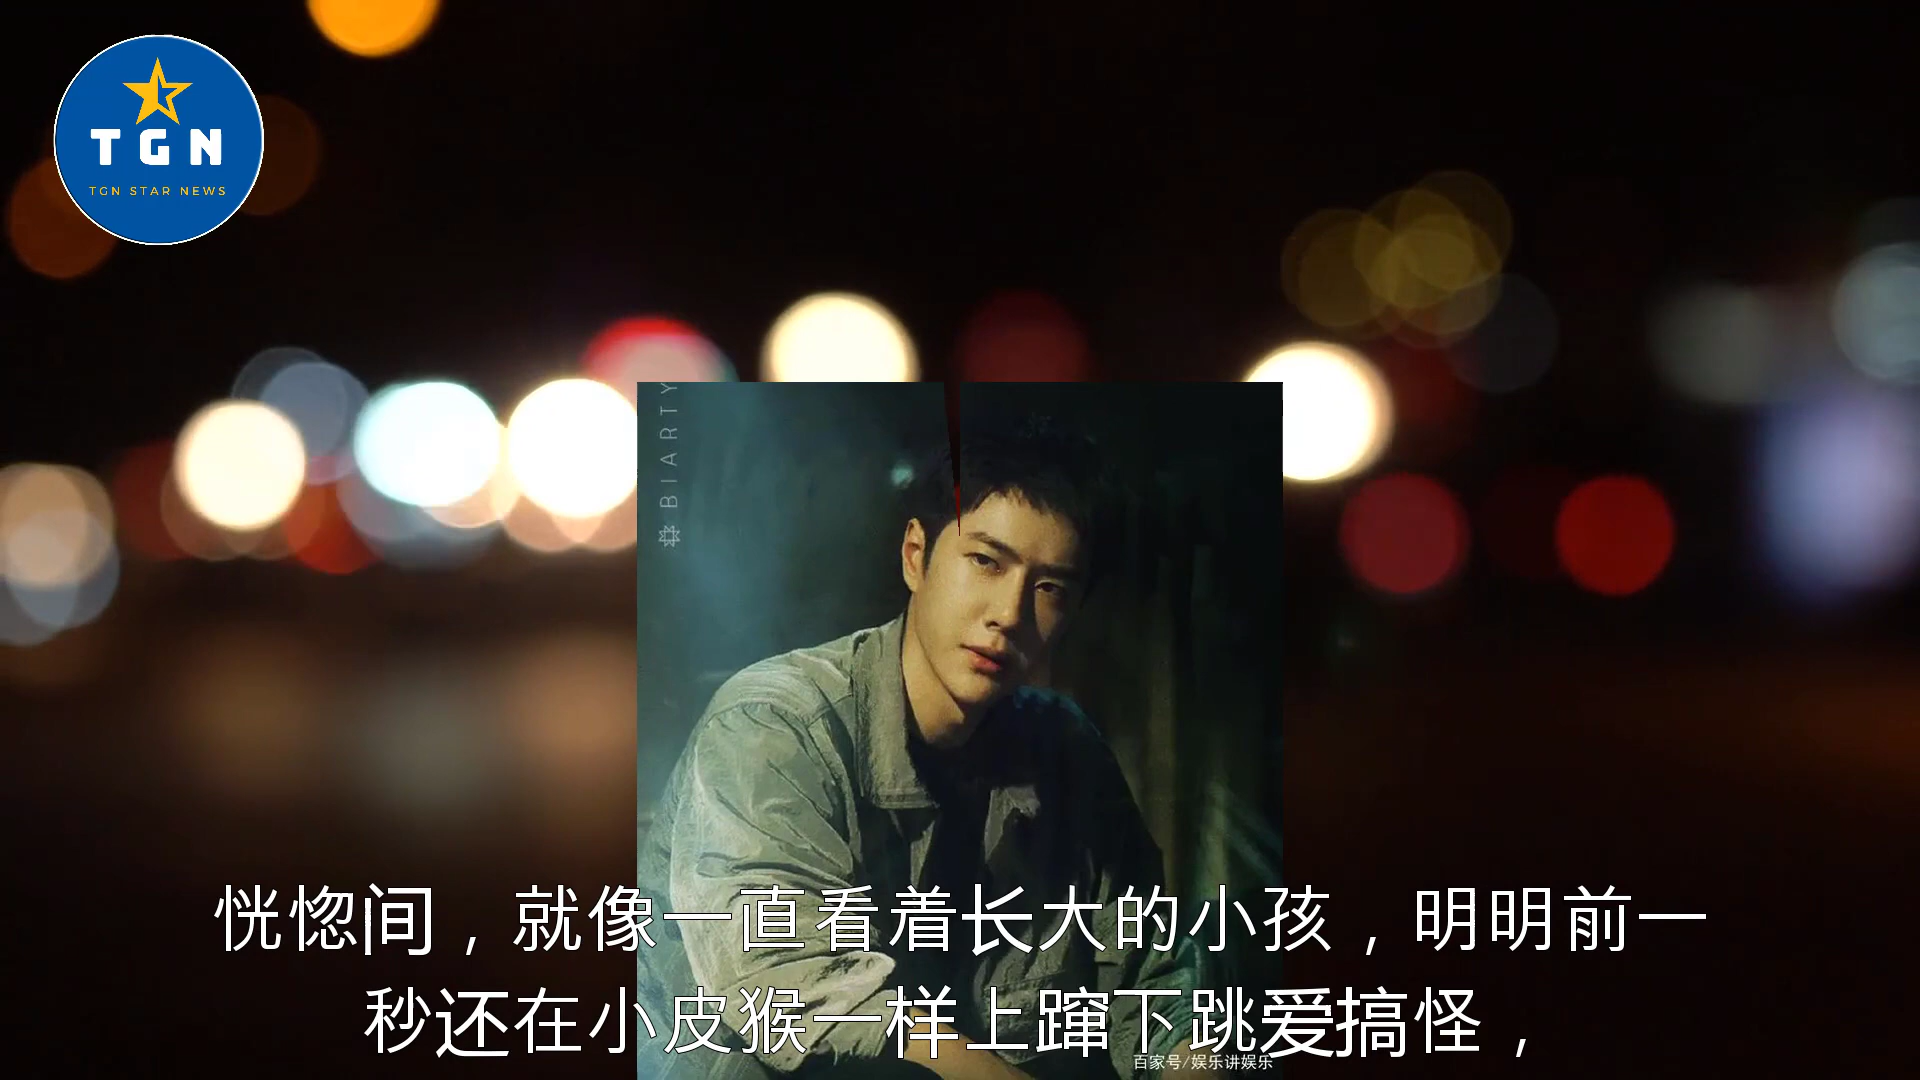 TGN
TGN STAR NEWS
BIARTY
恍惚间，就像一直看着长大的小孩，明明前一
秒还在小皮猴一样上蹿下跳爱搞怪，
百家号/娱乐讲娱乐